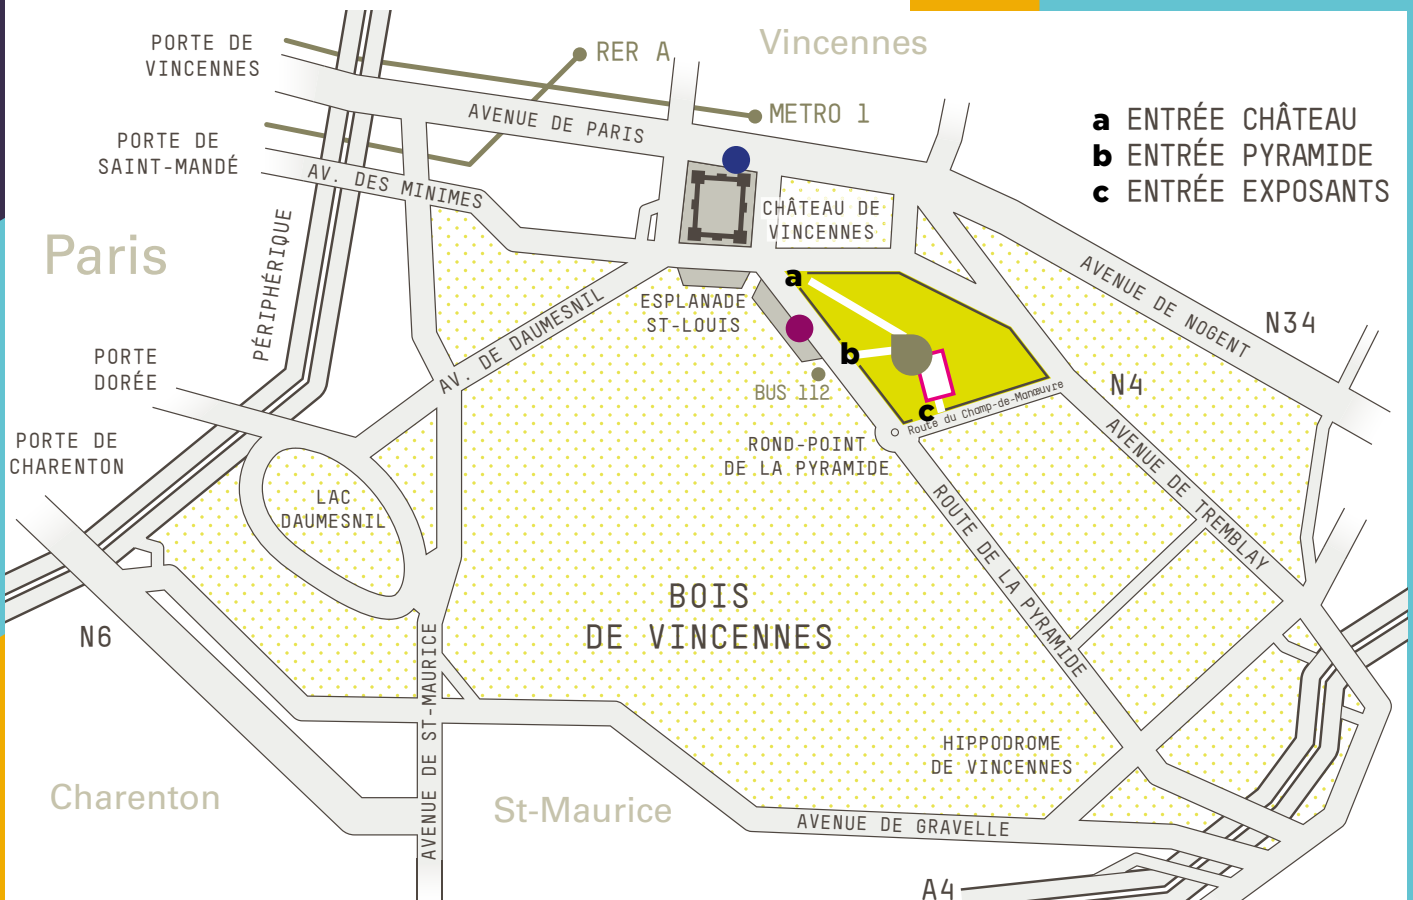 PORTE DE
VINCENNES
RER A
Vincennes
METRO 1
AVENUE DE PARIS
a ENTRÉE CHÂTEAU
b ENTRÉE PYRAMIDE
c ENTRÉE EXPOSANTS
PORTE DE
SAINT-MANDÉ
AV. DES MINIMES
CHÂTEAU DE
VINCENNES
Paris
PÉRIPHÉRIQUE
AVENUE DE NOGENT
N34
a
ESPLANADE
ST-LOUIS
AV. DE DAUMESNIL
b
PORTE
DORÉE
BUS 112
c
Route du Champ-de-Manœuvre
N4
PORTE DE
CHARENTON
ROND-POINT
DE LA PYRAMIDE
AVENUE DE TREMBLAY
LAC
DAUMESNIL
ROUTE DE LA PYRAMIDE
BOIS
DE VINCENNES
N6
AVENUE DE ST-MAURICE
HIPPODROME
DE VINCENNES
Charenton
St-Maurice
AVENUE DE GRAVELLE
A4